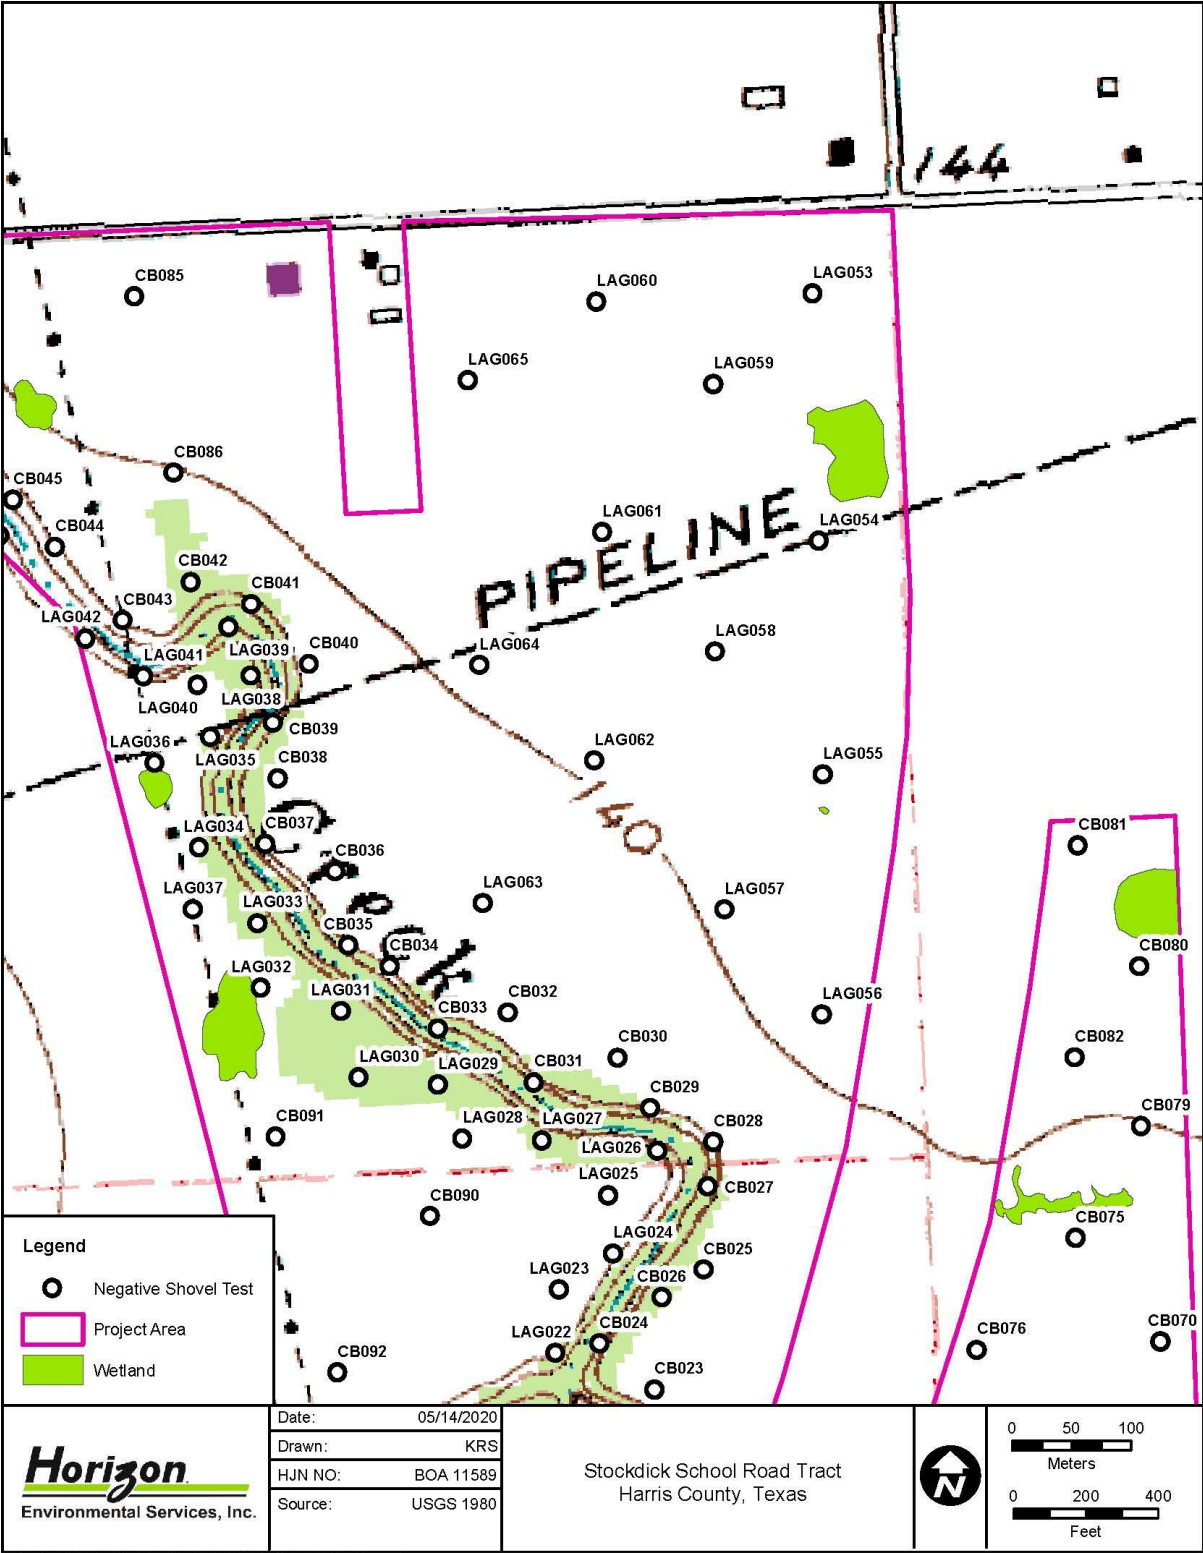 144
CB085
LAG060
LAG053
LAG065
LAG059
CB086
CB045
CB044
LAG061
PIPELINE
LAG054
CB042
CB041
CB043
LAG042
LAG041
LAG039
CB040
LAG064
LAG058
LAG040
LAG038
CB039
LAG036
LAG035
CB038
LAG062
LAG055
140
LAG034
CB037
CB081
CREEK
CB036
LAG037
LAG033
LAG063
LAG057
CB035
CB034
CB080
LAG032
LAG031
CB033
CB032
LAG056
LAG030
LAG029
CB031
CB030
CB082
CB029
CB079
CB091
LAG028
LAG027
LAG026
CB028
LAG025
CB027
CB090
CB075
LAG024
CB025
LAG023
CB026
LAG022
CB024
CB076
CB070
CB092
CB023
Legend
Negative Shovel Test
Project Area
Wetland
Horizon
Environmental Services, Inc.
Date: 05/14/2020
Drawn: KRS
HJN NO: BOA 11589
Source: USGS 1980
Stockdick School Road Tract
Harris County, Texas
N
0 50 100
Meters
0 200 400
Feet